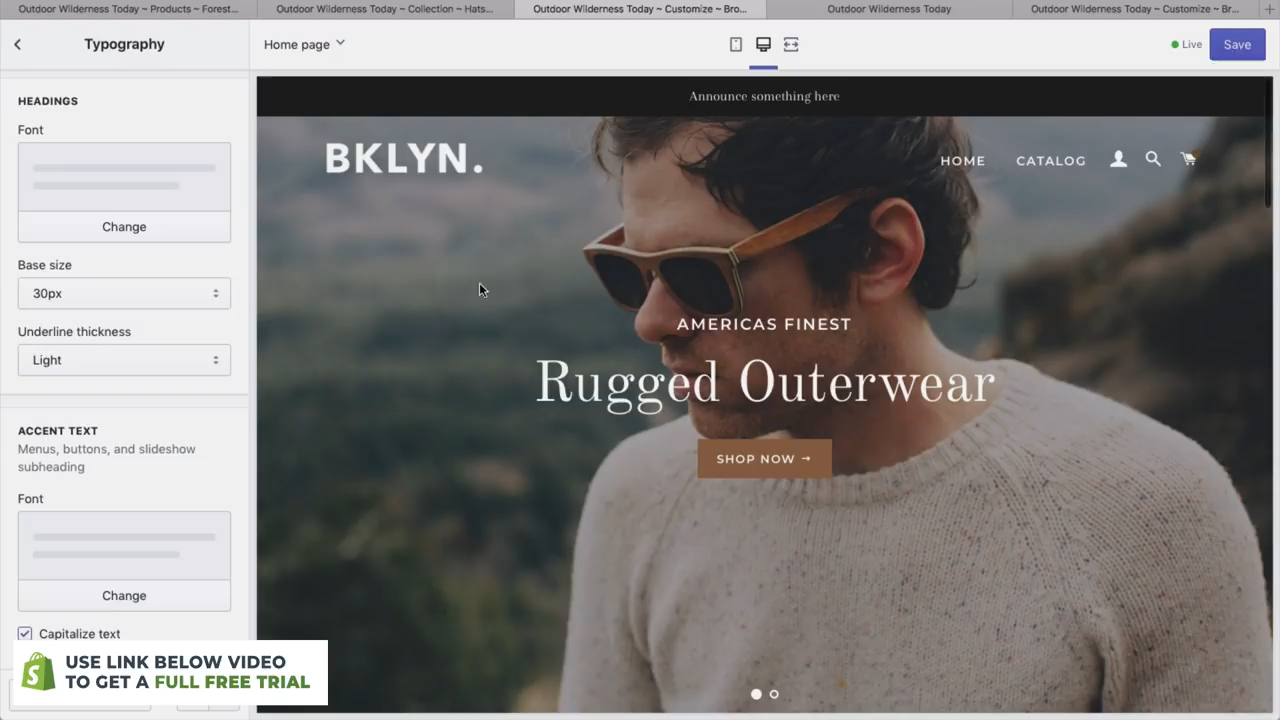 Outdoor Wilderness Today ~ Products ~ Forest...
Outdoor Wilderness Today ~ Collection ~ Hats...
Outdoor Wilderness Today ~ Customize ~ Bro...
Outdoor Wilderness Today
Outdoor Wilderness Today ~ Customize ~ Br...
Typography
Home page
Live
Save
HEADINGS
Font
Change
Base size
30px
Underline thickness
Light
ACCENT TEXT
Menus, buttons, and slideshow
subheading
Font
Change
Capitalize text
Announce something here
BKLYN.
HOME
CATALOG
AMERICAS FINEST
Rugged Outerwear
SHOP NOW →
USE LINK BELOW VIDEO
TO GET A FULL FREE TRIAL